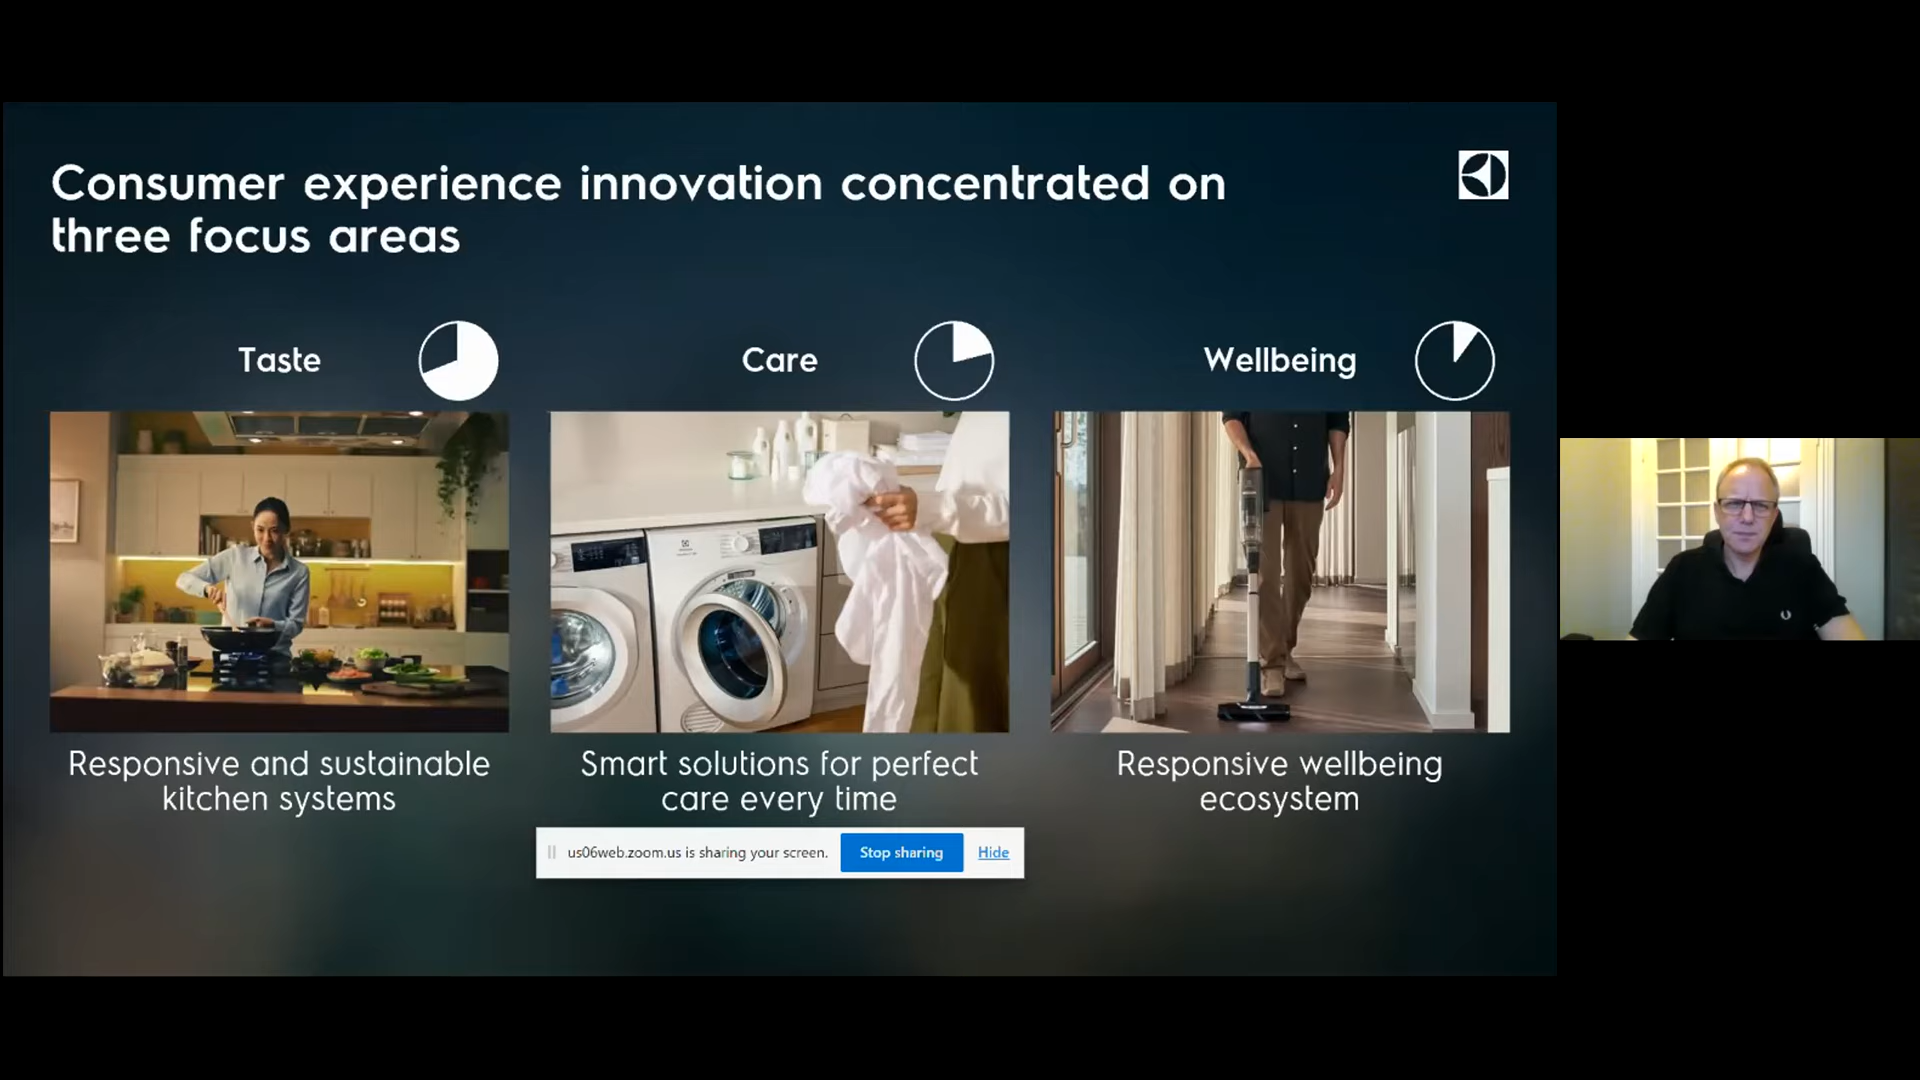 Consumer experience innovation concentrated on
three focus areas
Taste
Care
Wellbeing
Responsive and sustainable
kitchen systems
Smart solutions for perfect
care every time
Responsive wellbeing
ecosystem
us06web.zoom.us is sharing your screen.
Stop sharing
Hide